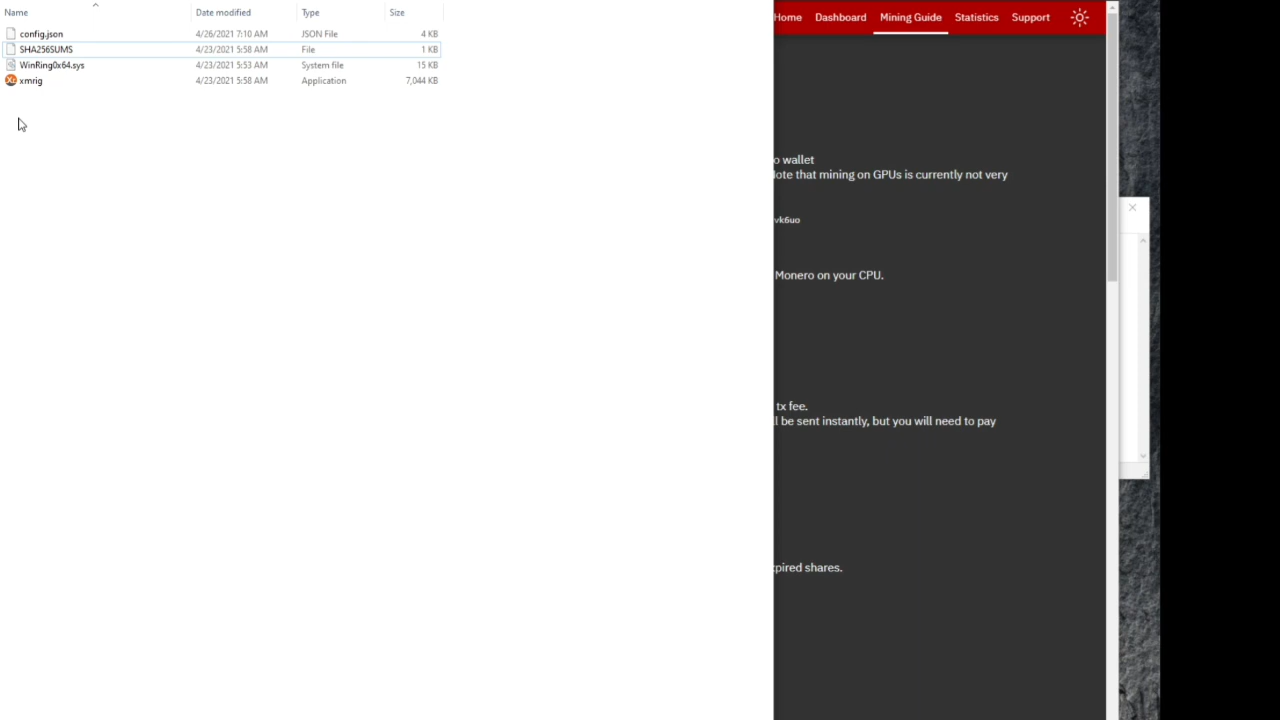 Name Date modified Type Size
config.json 4/26/2021 7:10 AM JSON File 4 KB
SHA256SUMS 4/23/2021 5:58 AM File 1 KB
WinRing0x64.sys 4/23/2021 5:53 AM System file 15 KB
xmrig 4/23/2021 5:58 AM Application 7,044 KB
Home Dashboard Mining Guide Statistics Support
o wallet
lote that mining on GPUs is currently not very
vk6uo
Monero on your CPU.
tx fee.
ll be sent instantly, but you will need to pay
xpired shares.